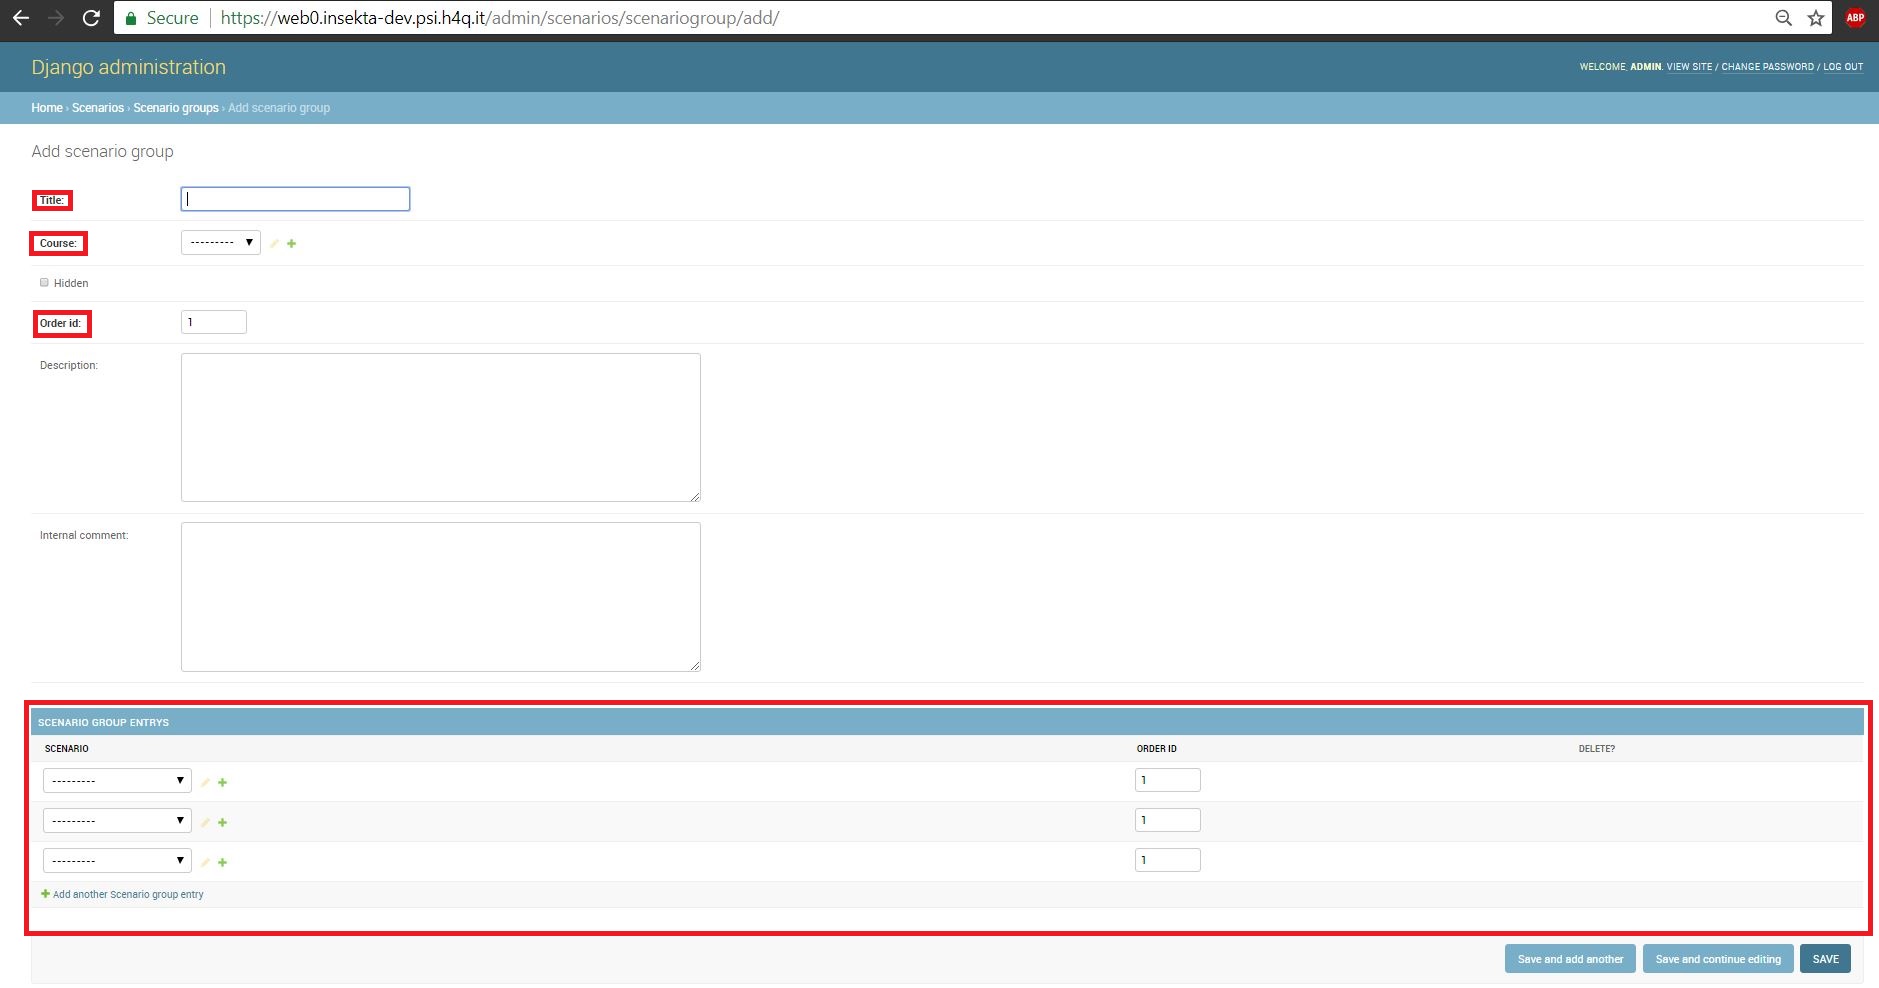 Secure | https://web0.insekta-dev.psi.h4q.it/admin/scenarios/scenariogroup/add/
ABP
Django administration
WELCOME, ADMIN. VIEW SITE / CHANGE PASSWORD / LOG OUT
Home › Scenarios › Scenario groups › Add scenario group
Add scenario group
Title:
Course: ---------
Hidden
Order id: 1
Description:
Internal comment:
SCENARIO GROUP ENTRYS
SCENARIO ORDER ID DELETE?
--------- 1
--------- 1
--------- 1
Add another Scenario group entry
Save and add another Save and continue editing SAVE